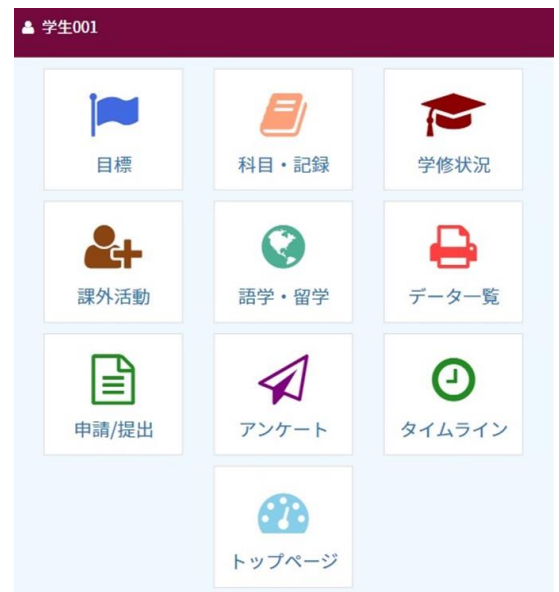 学生001
目標
科目・記録
学修状況
課外活動
語学・留学
データ一覧
申請/提出
アンケート
タイムライン
トップページ